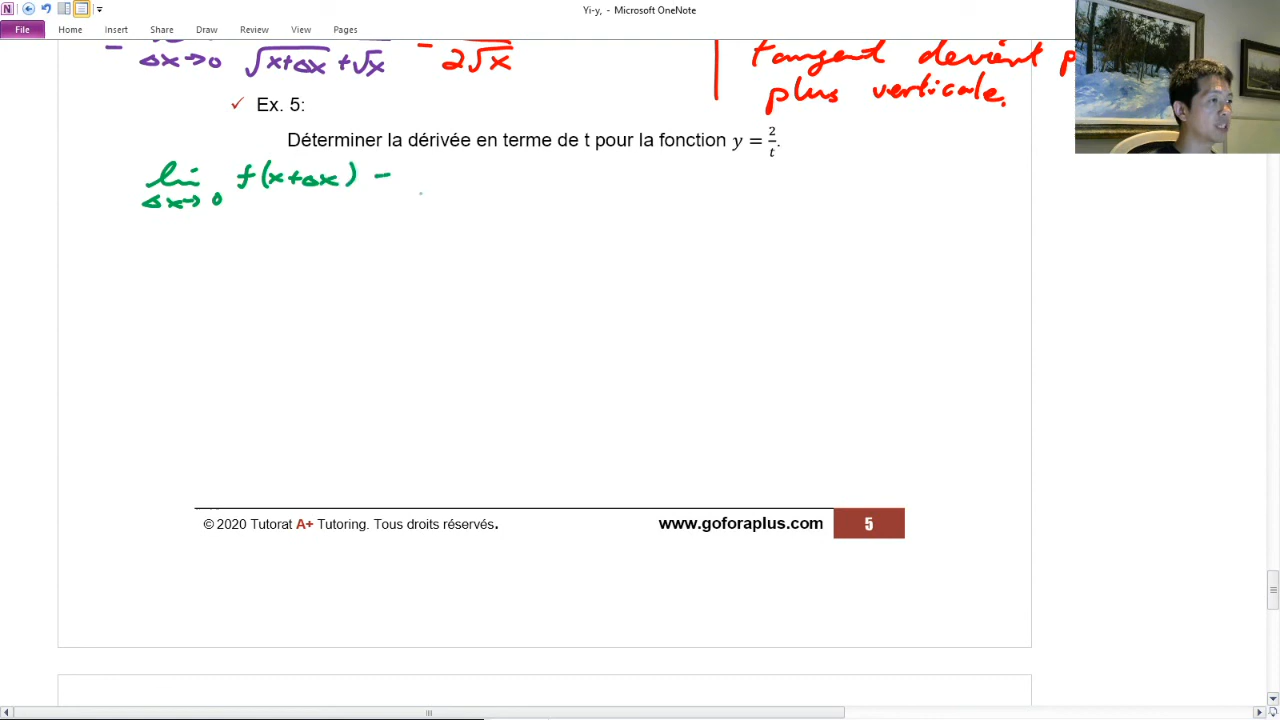 Yi-y, - Microsoft OneNote
File Home Insert Share Draw Review View Pages
Δx→0 √x+Δx + √x 2√x
tangent devient p
plus verticale.
✓ Ex. 5:
Déterminer la dérivée en terme de t pour la fonction y = 2/t.
lim f(x+Δx) -
Δx→0
© 2020 Tutorat A+ Tutoring. Tous droits réservés. www.goforaplus.com 5